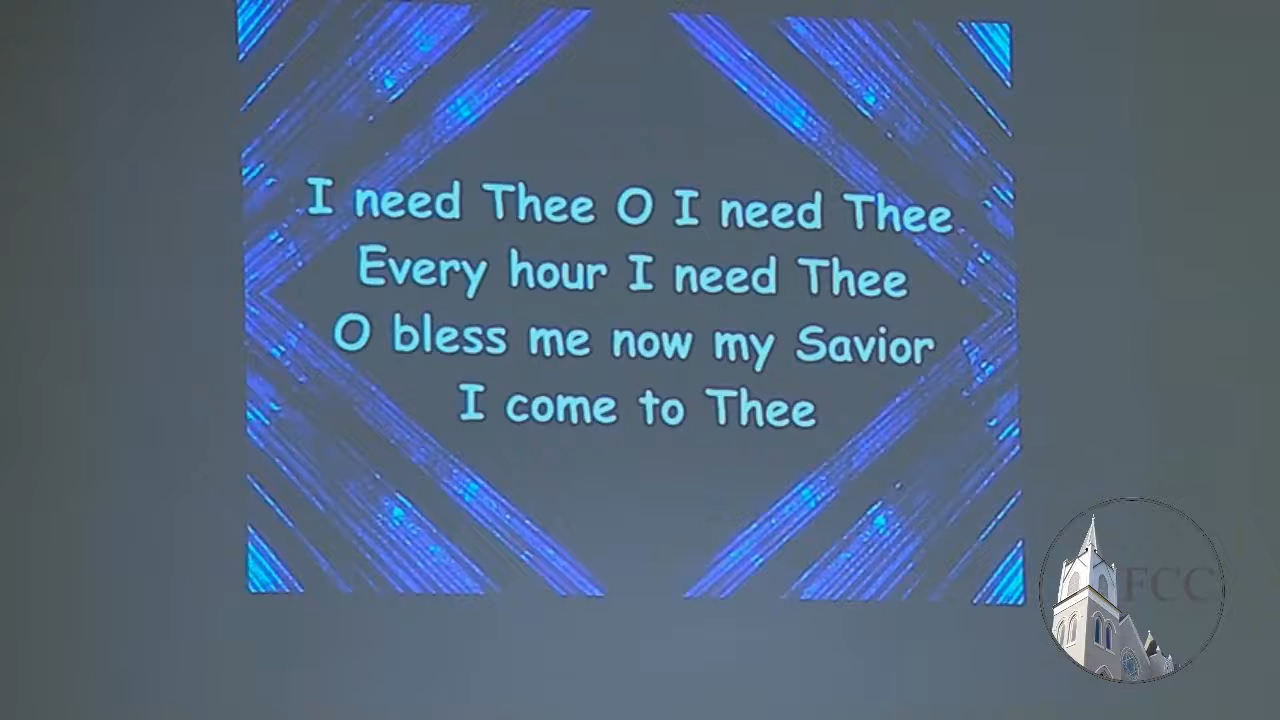 I need Thee O I need Thee
Every hour I need Thee
O bless me now my Savior
I come to Thee
FCC